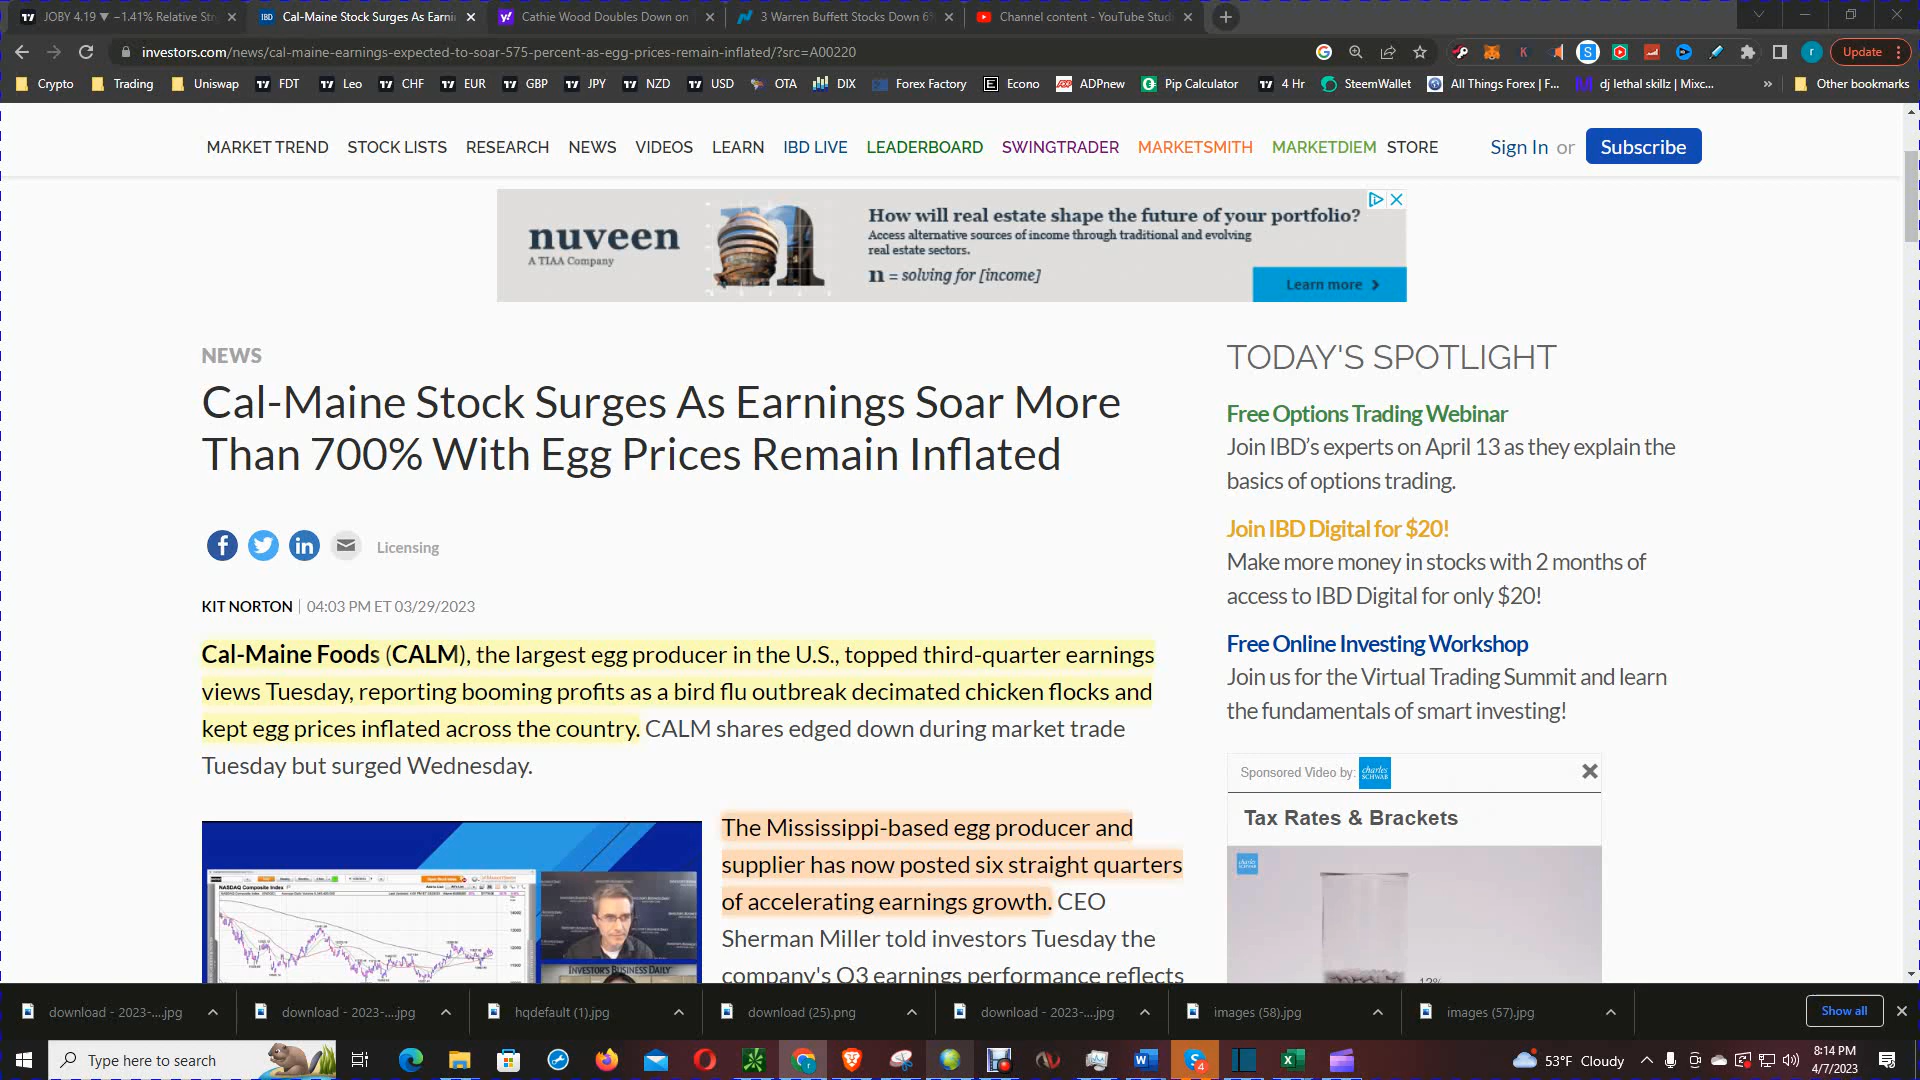 JOBY 4.19 ▼ −1.41% Relative Str
Cal-Maine Stock Surges As Earni
Cathie Wood Doubles Down on
3 Warren Buffett Stocks Down 6
Channel content - YouTube Studi
investors.com/news/cal-maine-earnings-expected-to-soar-575-percent-as-egg-prices-remain-inflated/?src=A00220
Update
Crypto Trading Uniswap FDT Leo CHF EUR GBP JPY NZD USD OTA DIX Forex Factory Econo ADPnew Pip Calculator 4 Hr SteemWallet All Things Forex | F... dj lethal skillz | Mixc... » Other bookmarks
MARKET TREND STOCK LISTS RESEARCH NEWS VIDEOS LEARN IBD LIVE LEADERBOARD SWINGTRADER MARKETSMITH MARKETDIEM STORE Sign In or Subscribe
nuveen
A TIAA Company
How will real estate shape the future of your portfolio?
Access alternative sources of income through traditional and evolving
real estate sectors.
n = solving for [income]
Learn more
NEWS
Cal-Maine Stock Surges As Earnings Soar More
Than 700% With Egg Prices Remain Inflated
Licensing
KIT NORTON | 04:03 PM ET 03/29/2023
Cal-Maine Foods (CALM), the largest egg producer in the U.S., topped third-quarter earnings
views Tuesday, reporting booming profits as a bird flu outbreak decimated chicken flocks and
kept egg prices inflated across the country. CALM shares edged down during market trade
Tuesday but surged Wednesday.
The Mississippi-based egg producer and
supplier has now posted six straight quarters
of accelerating earnings growth. CEO
Sherman Miller told investors Tuesday the
company's Q3 earnings performance reflects
NASDAQ Composite Index
INVESTOR'S BUSINESS DAILY
TODAY'S SPOTLIGHT
Free Options Trading Webinar
Join IBD's experts on April 13 as they explain the
basics of options trading.
Join IBD Digital for $20!
Make more money in stocks with 2 months of
access to IBD Digital for only $20!
Free Online Investing Workshop
Join us for the Virtual Trading Summit and learn
the fundamentals of smart investing!
Sponsored Video by: charles SCHWAB
Tax Rates & Brackets
12%
download - 2023-....jpg
download - 2023-....jpg
hqdefault (1).jpg
download (25).png
download - 2023-....jpg
images (58).jpg
images (57).jpg
Show all
Type here to search
53°F Cloudy
8:14 PM
4/7/2023